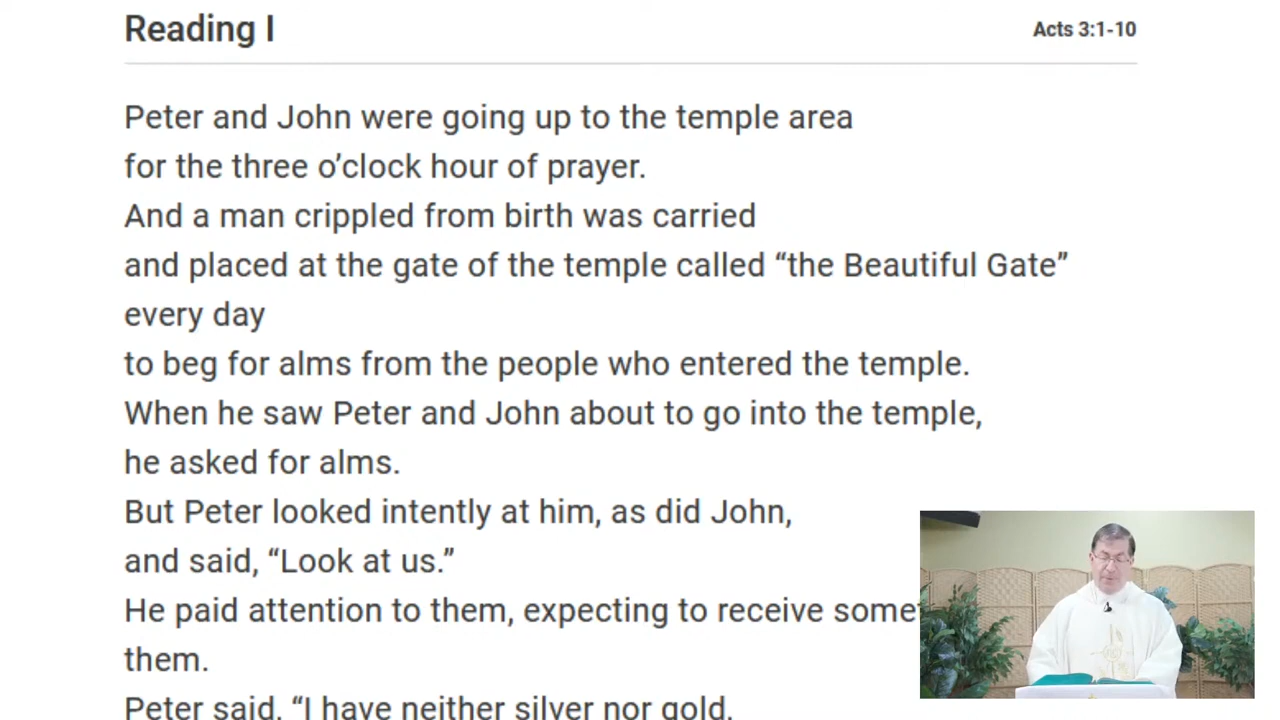 Reading I
Acts 3:1-10
Peter and John were going up to the temple area
for the three o’clock hour of prayer.
And a man crippled from birth was carried
and placed at the gate of the temple called “the Beautiful Gate”
every day
to beg for alms from the people who entered the temple.
When he saw Peter and John about to go into the temple,
he asked for alms.
But Peter looked intently at him, as did John,
and said, “Look at us.”
He paid attention to them, expecting to receive
them.
Peter said, “I have neither silver nor gold,